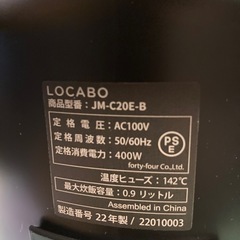 LOCABO
商品型番： JM-C20E-B
定格電圧：AC100V
定格周波数：50/60Hz
定格消費電力：400W
PS
E
forty-four Co.,Ltd.
温度ヒューズ：142℃
最大炊飯容量：0.9 リットル
Assembled in China
製造番号 22年製 / 22010003